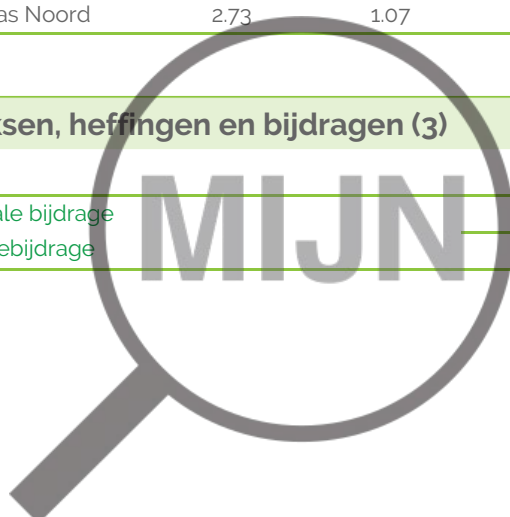 as Noord 2.73 1.07
ksen, heffingen en bijdragen (3)
ale bijdrage
ebijdrage
MIJN